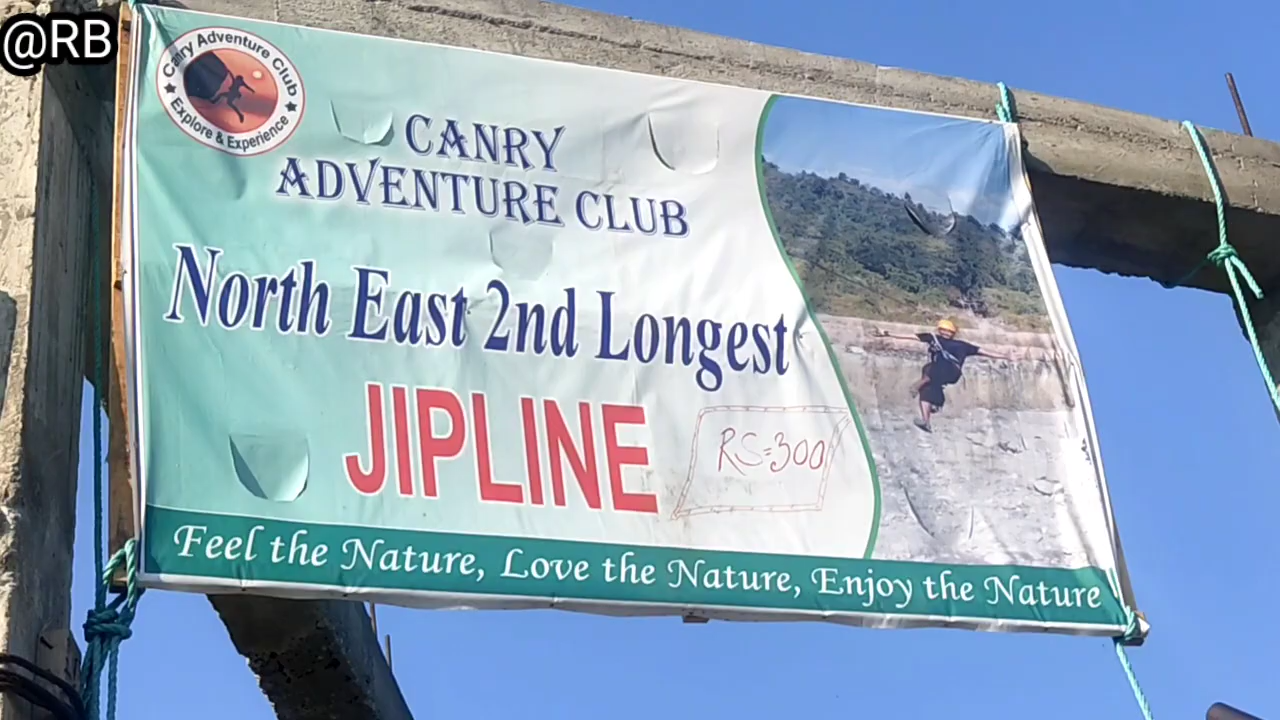 @RB
Canry Adventure Club
Explore & Experience
CANRY
ADVENTURE CLUB
North East 2nd Longest
JIPLINE
RS=300
Feel the Nature, Love the Nature, Enjoy the Nature